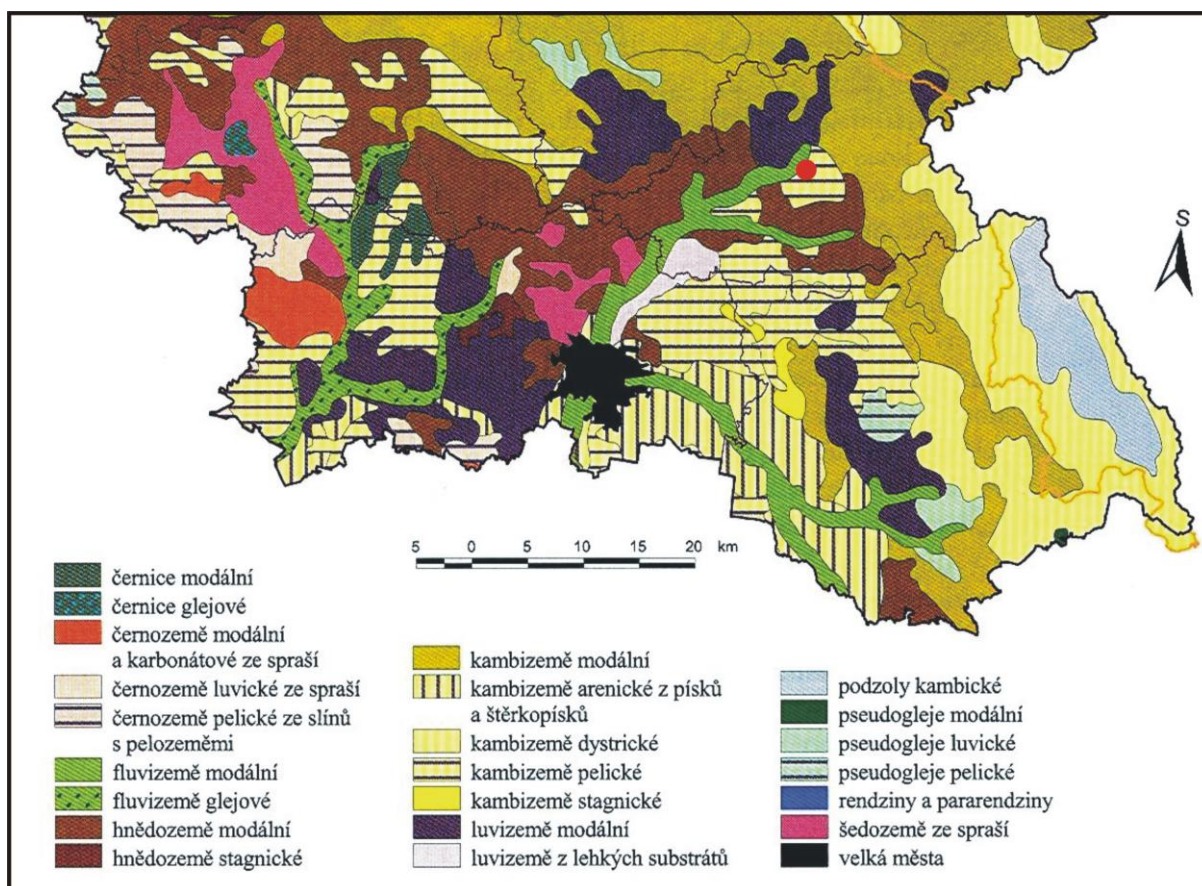 S
5 0 5 10 15 20 km
černice modální
černice glejové
černozemě modální
a karbonátové ze spraší
černozemě luvické ze spraší
černozemě pelické ze slínů
s pelozeměmi
fluvizemě modální
fluvizemě glejové
hnědozemě modální
hnědozemě stagnické
kambizemě modální
kambizemě arenické z písků
a štěrkopísků
kambizemě dystrické
kambizemě pelické
kambizemě stagnické
luvizemě modální
luvizemě z lehkých substrátů
podzoly kambické
pseudogleje modální
pseudogleje luvické
pseudogleje pelické
rendziny a pararendziny
šedozemě ze spraší
velká města